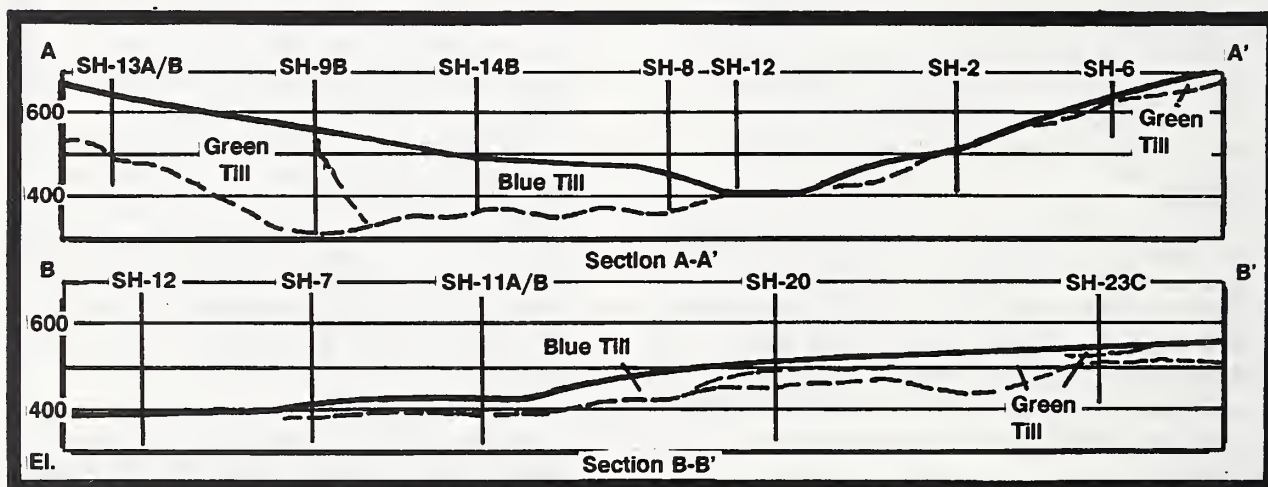 A A'
SH-13A/B SH-9B SH-14B SH-8 SH-12 SH-2 SH-6
600
Green
Till
Green
Till
Blue Till
400
Section A-A'
B B'
SH-12 SH-7 SH-11A/B SH-20 SH-23C
600
Blue Till
400
Green
Till
El.
Section B-B'